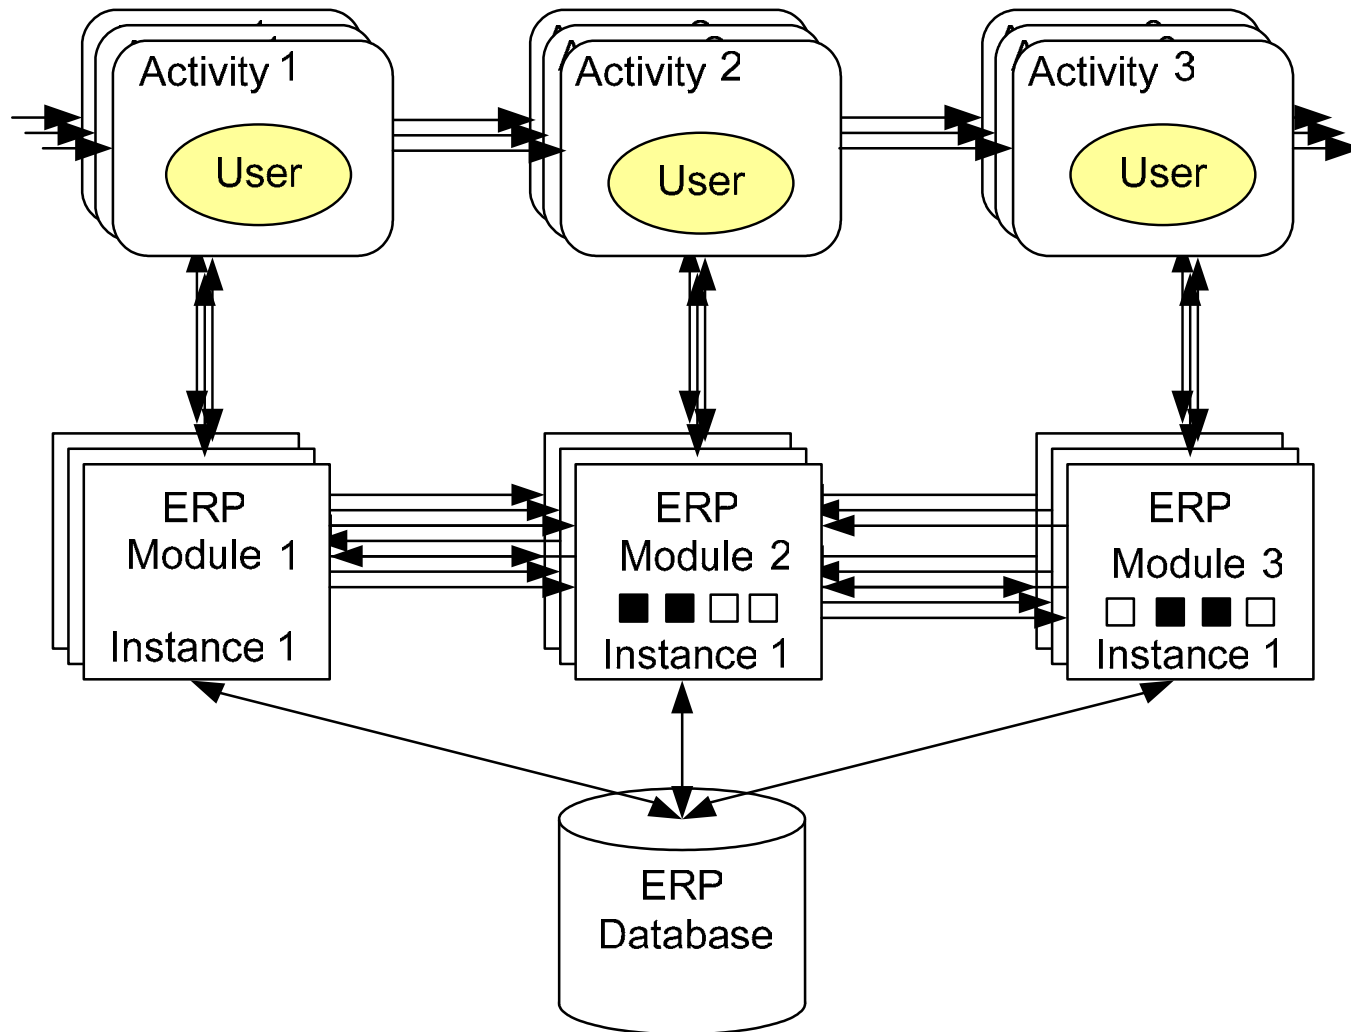 Activity 1
Activity 2
Activity 3
User
User
User
ERP
Module 1
Instance 1
ERP
Module 2
Instance 1
ERP
Module 3
Instance 1
ERP
Database